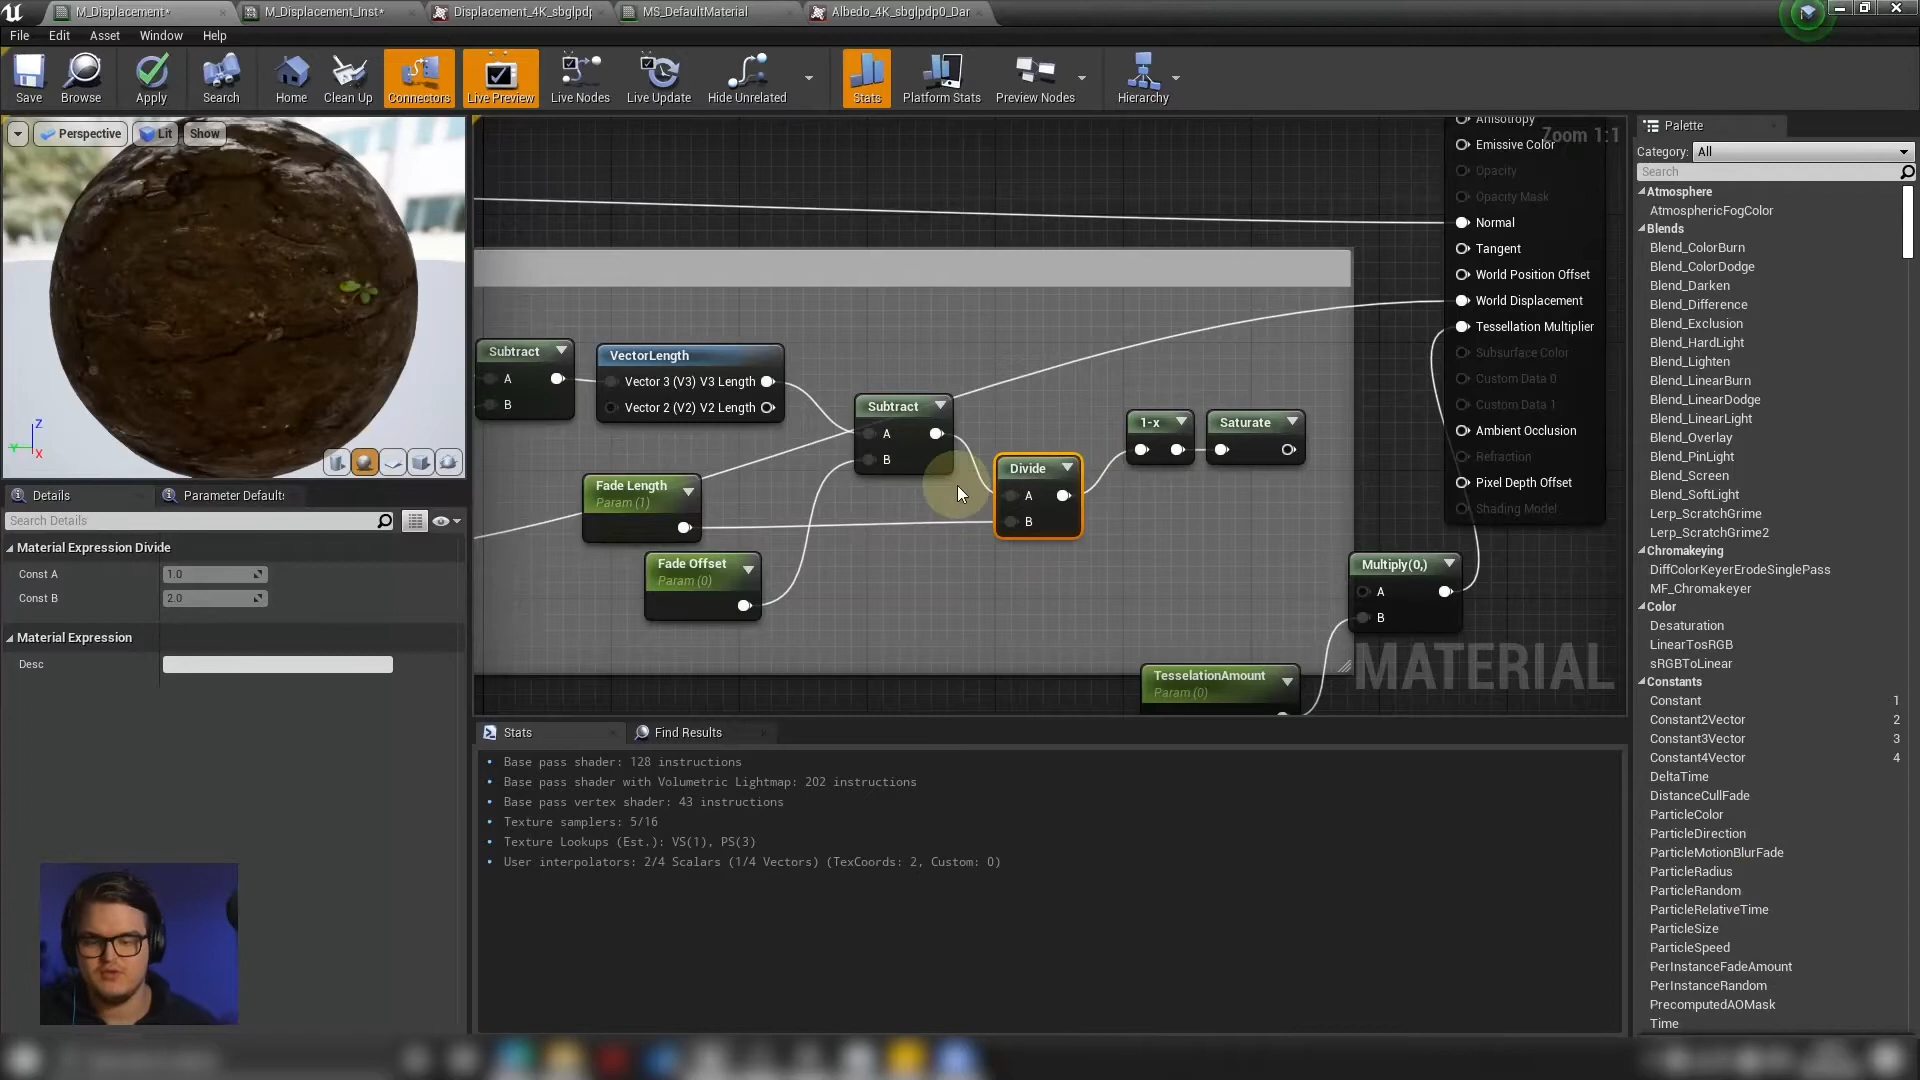 M_Displacement*
M_Displacement_Inst*
Displacement_4K_sbglpdp
MS_DefaultMaterial
Albedo_4K_sbglpdp0_Dar
File Edit Asset Window Help
Save Browse Apply Search Home Clean Up Connectors Live Preview Live Nodes Live Update Hide Unrelated Stats Platform Stats Preview Nodes Hierarchy
Perspective Lit Show
Z
Y
X
Details
Parameter Defaults
Search Details
Material Expression Divide
Const A 1.0
Const B 2.0
Material Expression
Desc
Zoom 1:1
Anisotropy
Emissive Color
Opacity
Opacity Mask
Normal
Tangent
World Position Offset
World Displacement
Tessellation Multiplier
Subsurface Color
Custom Data 0
Custom Data 1
Ambient Occlusion
Refraction
Pixel Depth Offset
Shading Model
Subtract
A
B
VectorLength
Vector 3 (V3) V3 Length
Vector 2 (V2) V2 Length
Subtract
A
B
Fade Length
Param (1)
Fade Offset
Param (0)
Divide
A
B
1-x
Saturate
Multiply(0,)
A
B
TesselationAmount
Param (0)
MATERIAL
Stats
Find Results
• Base pass shader: 128 instructions
• Base pass shader with Volumetric Lightmap: 202 instructions
• Base pass vertex shader: 43 instructions
• Texture samplers: 5/16
• Texture Lookups (Est.): VS(1), PS(3)
• User interpolators: 2/4 Scalars (1/4 Vectors) (TexCoords: 2, Custom: 0)
Palette
Category: All
Search
Atmosphere
AtmosphericFogColor
Blends
Blend_ColorBurn
Blend_ColorDodge
Blend_Darken
Blend_Difference
Blend_Exclusion
Blend_HardLight
Blend_Lighten
Blend_LinearBurn
Blend_LinearDodge
Blend_LinearLight
Blend_Overlay
Blend_PinLight
Blend_Screen
Blend_SoftLight
Lerp_ScratchGrime
Lerp_ScratchGrime2
Chromakeying
DiffColorKeyerErodeSinglePass
MF_Chromakeyer
Color
Desaturation
LinearTosRGB
sRGBToLinear
Constants
Constant 1
Constant2Vector 2
Constant3Vector 3
Constant4Vector 4
DeltaTime
DistanceCullFade
ParticleColor
ParticleDirection
ParticleMotionBlurFade
ParticleRadius
ParticleRandom
ParticleRelativeTime
ParticleSize
ParticleSpeed
PerInstanceFadeAmount
PerInstanceRandom
PrecomputedAOMask
Time